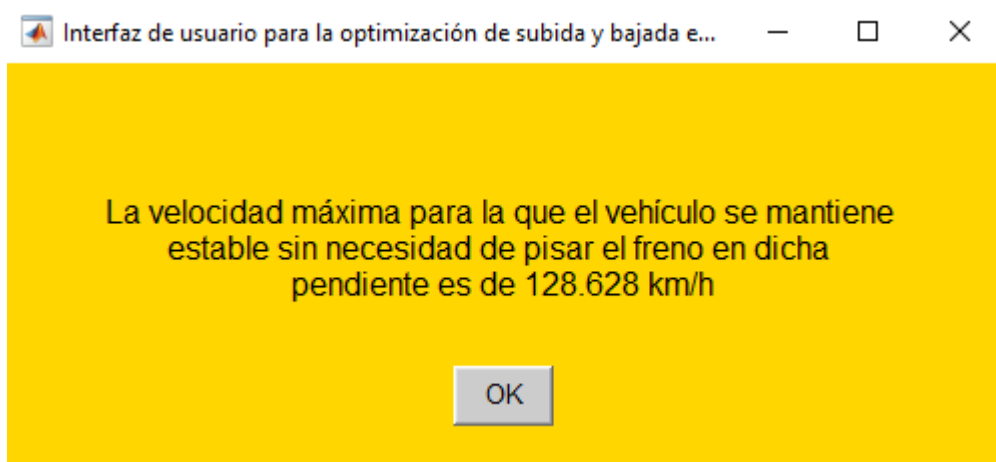 Interfaz de usuario para la optimización de subida y bajada e...
La velocidad máxima para la que el vehículo se mantiene
estable sin necesidad de pisar el freno en dicha
pendiente es de 128.628 km/h
OK